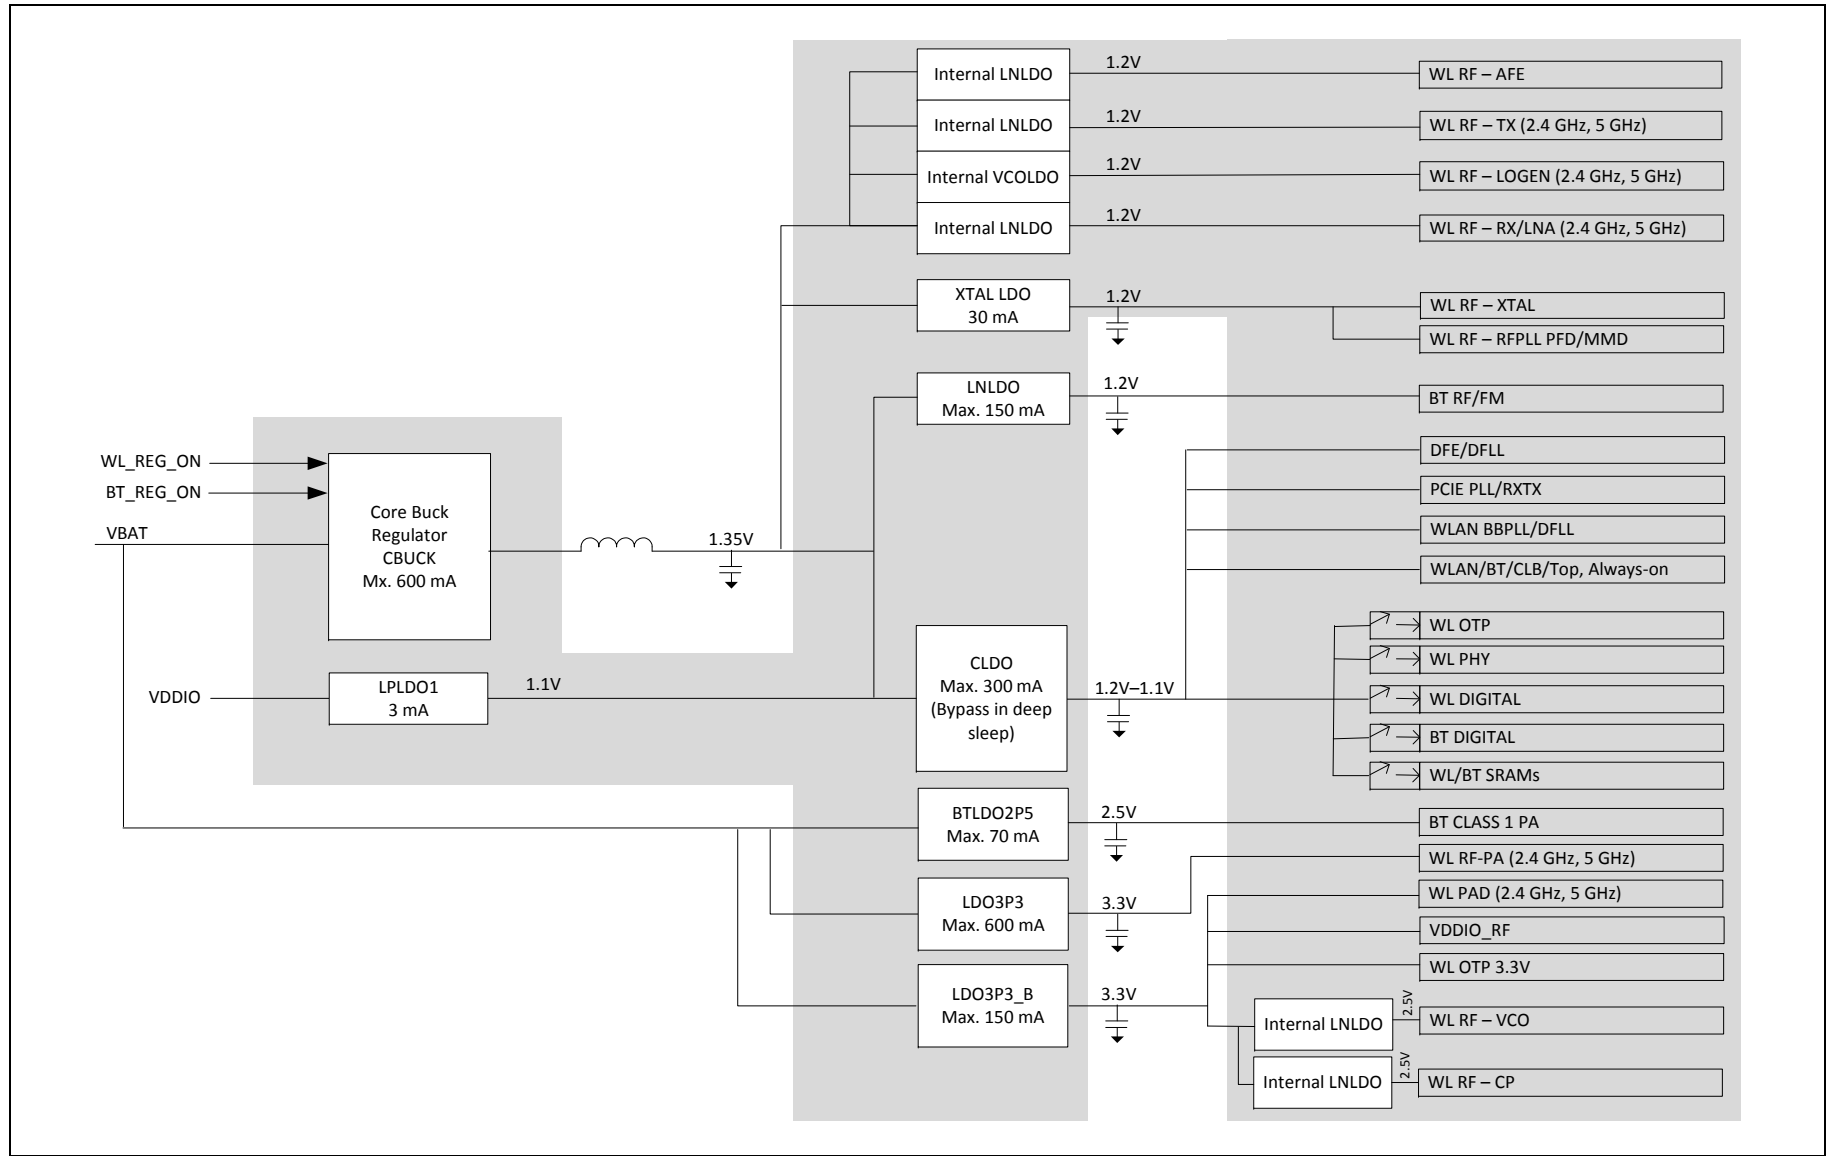 Internal LNLDO
1.2V
WL RF – AFE
Internal LNLDO
1.2V
WL RF – TX (2.4 GHz, 5 GHz)
Internal VCOLDO
1.2V
WL RF – LOGEN (2.4 GHz, 5 GHz)
Internal LNLDO
1.2V
WL RF – RX/LNA (2.4 GHz, 5 GHz)
XTAL LDO
30 mA
1.2V
WL RF – XTAL
WL RF – RFPLL PFD/MMD
LNLDO
Max. 150 mA
1.2V
BT RF/FM
WL_REG_ON
BT_REG_ON
VBAT
Core Buck
Regulator
CBUCK
Mx. 600 mA
1.35V
DFE/DFLL
PCIE PLL/RXTX
WLAN BBPLL/DFLL
WLAN/BT/CLB/Top, Always-on
VDDIO
LPLDO1
3 mA
1.1V
CLDO
Max. 300 mA
(Bypass in deep
sleep)
1.2V–1.1V
WL OTP
WL PHY
WL DIGITAL
BT DIGITAL
WL/BT SRAMs
BTLDO2P5
Max. 70 mA
2.5V
BT CLASS 1 PA
WL RF-PA (2.4 GHz, 5 GHz)
LDO3P3
Max. 600 mA
3.3V
WL PAD (2.4 GHz, 5 GHz)
VDDIO_RF
WL OTP 3.3V
LDO3P3_B
Max. 150 mA
3.3V
Internal LNLDO
2.5V
WL RF – VCO
Internal LNLDO
2.5V
WL RF – CP